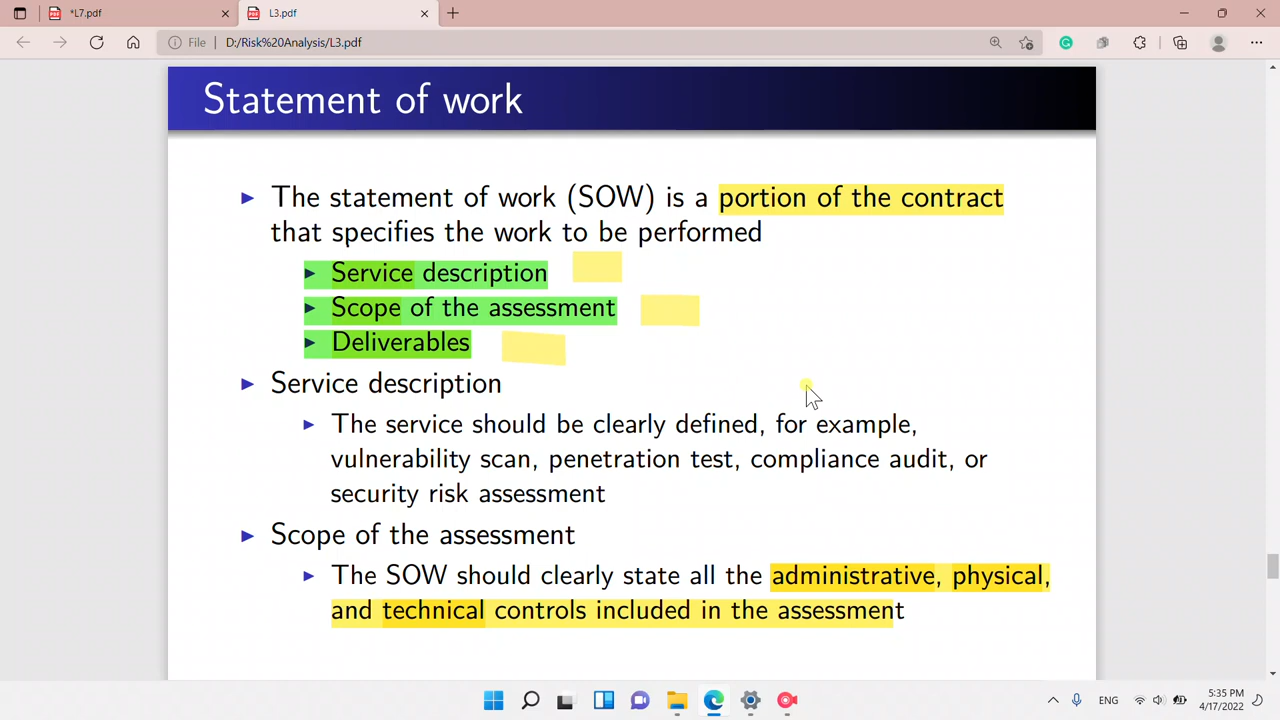 *L7.pdf
L3.pdf
File
D:/Risk%20Analysis/L3.pdf
Statement of work
The statement of work (SOW) is a portion of the contract
that specifies the work to be performed
Service description
Scope of the assessment
Deliverables
Service description
The service should be clearly defined, for example,
vulnerability scan, penetration test, compliance audit, or
security risk assessment
Scope of the assessment
The SOW should clearly state all the administrative, physical,
and technical controls included in the assessment
ENG
5:35 PM
4/17/2022